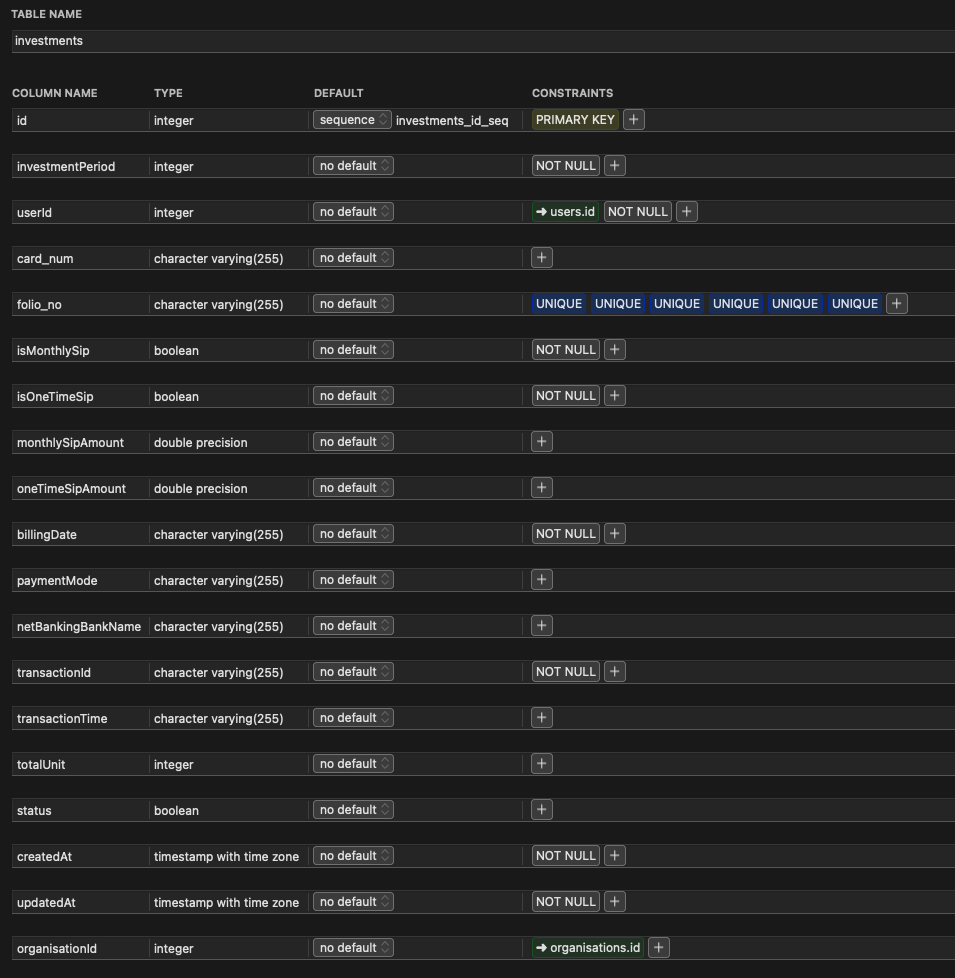 TABLE NAME
investments
COLUMN NAME TYPE DEFAULT CONSTRAINTS
id integer sequence investments_id_seq PRIMARY KEY +
investmentPeriod integer no default NOT NULL +
userId integer no default ➜ users.id NOT NULL +
card_num character varying(255) no default +
folio_no character varying(255) no default UNIQUE UNIQUE UNIQUE UNIQUE UNIQUE UNIQUE +
isMonthlySip boolean no default NOT NULL +
isOneTimeSip boolean no default NOT NULL +
monthlySipAmount double precision no default +
oneTimeSipAmount double precision no default +
billingDate character varying(255) no default NOT NULL +
paymentMode character varying(255) no default +
netBankingBankName character varying(255) no default +
transactionId character varying(255) no default NOT NULL +
transactionTime character varying(255) no default +
totalUnit integer no default +
status boolean no default +
createdAt timestamp with time zone no default NOT NULL +
updatedAt timestamp with time zone no default NOT NULL +
organisationId integer no default ➜ organisations.id +